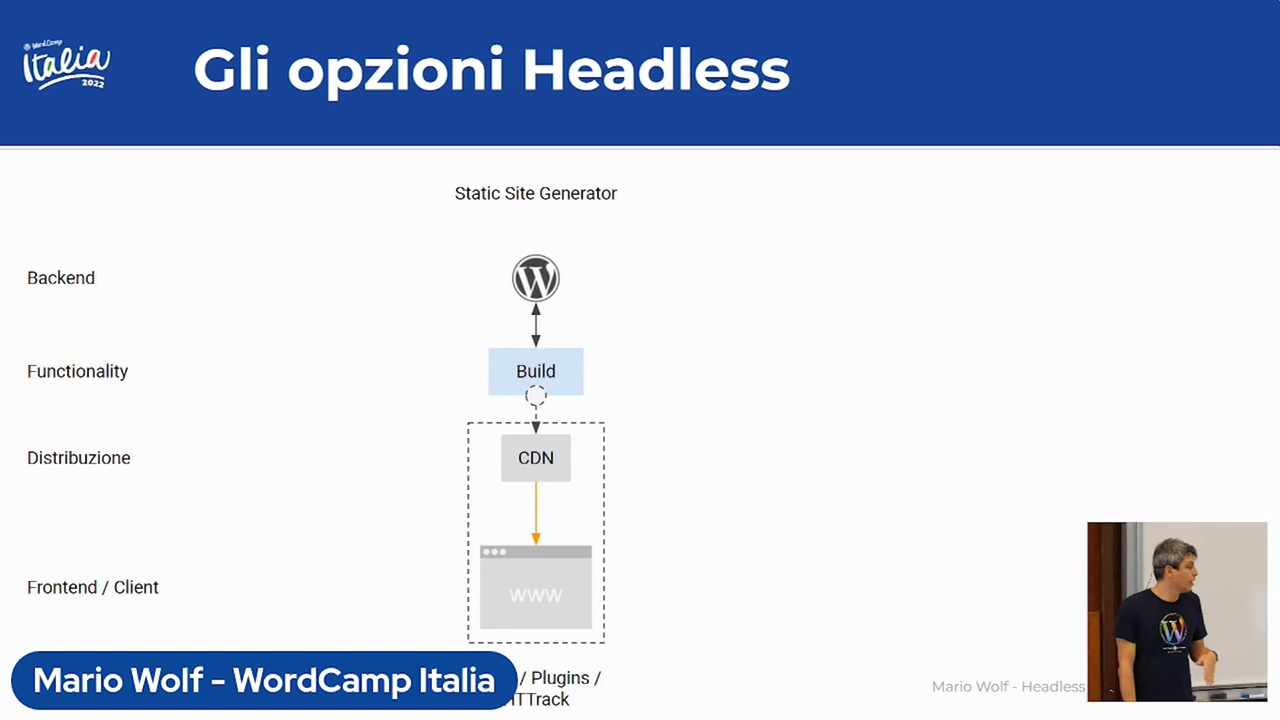 WordCamp
Italia
2022
Gli opzioni Headless
Static Site Generator
Backend
Functionality
Build
Distribuzione
CDN
Frontend / Client
WWW
/ Plugins /
Mario Wolf - WordCamp Italia
Mario Wolf - Headless